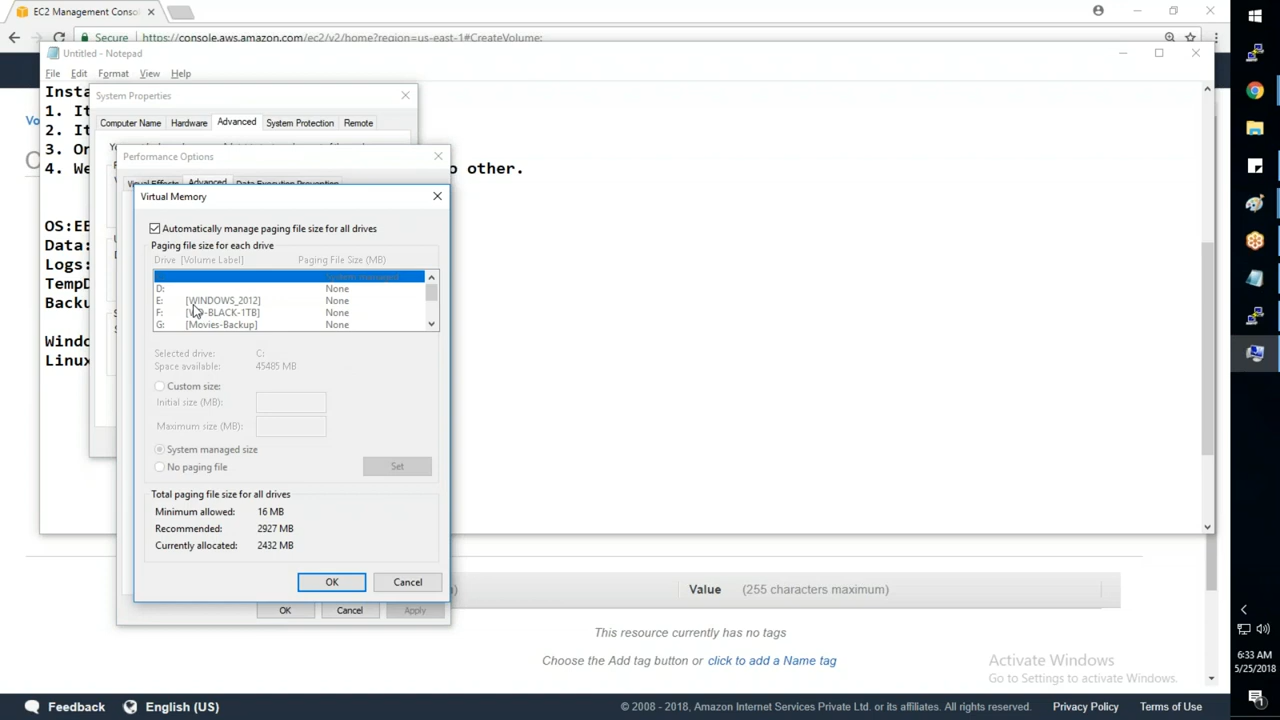 EC2 Management Conso
Secure
https://console.aws.amazon.com/ec2/v2/home?region=us-east-1#CreateVolume:
Untitled - Notepad
File Edit Format View Help
Insta
1. It
2. It
3. On
4. We
o other.
OS:EB
Data:
Logs:
TempD
Backu
Windo
Linux
System Properties
Computer Name Hardware Advanced System Protection Remote
Performance Options
Visual Effects Advanced Data Execution Prevention
Virtual Memory
Automatically manage paging file size for all drives
Paging file size for each drive
Drive [Volume Label] Paging File Size (MB)
System managed
D: None
E: [WINDOWS_2012] None
F: -BLACK-1TB] None
G: [Movies-Backup] None
Selected drive: C:
Space available: 45485 MB
Custom size:
Initial size (MB):
Maximum size (MB):
System managed size
No paging file
Set
Total paging file size for all drives
Minimum allowed: 16 MB
Recommended: 2927 MB
Currently allocated: 2432 MB
OK Cancel
OK Cancel Apply
Value (255 characters maximum)
This resource currently has no tags
Choose the Add tag button or click to add a Name tag
Activate Windows
Go to Settings to activate Windows.
Feedback English (US)
© 2008 - 2018, Amazon Internet Services Private Ltd. or its affiliates. All rights reserved. Privacy Policy Terms of Use
6:33 AM
5/25/2018
1